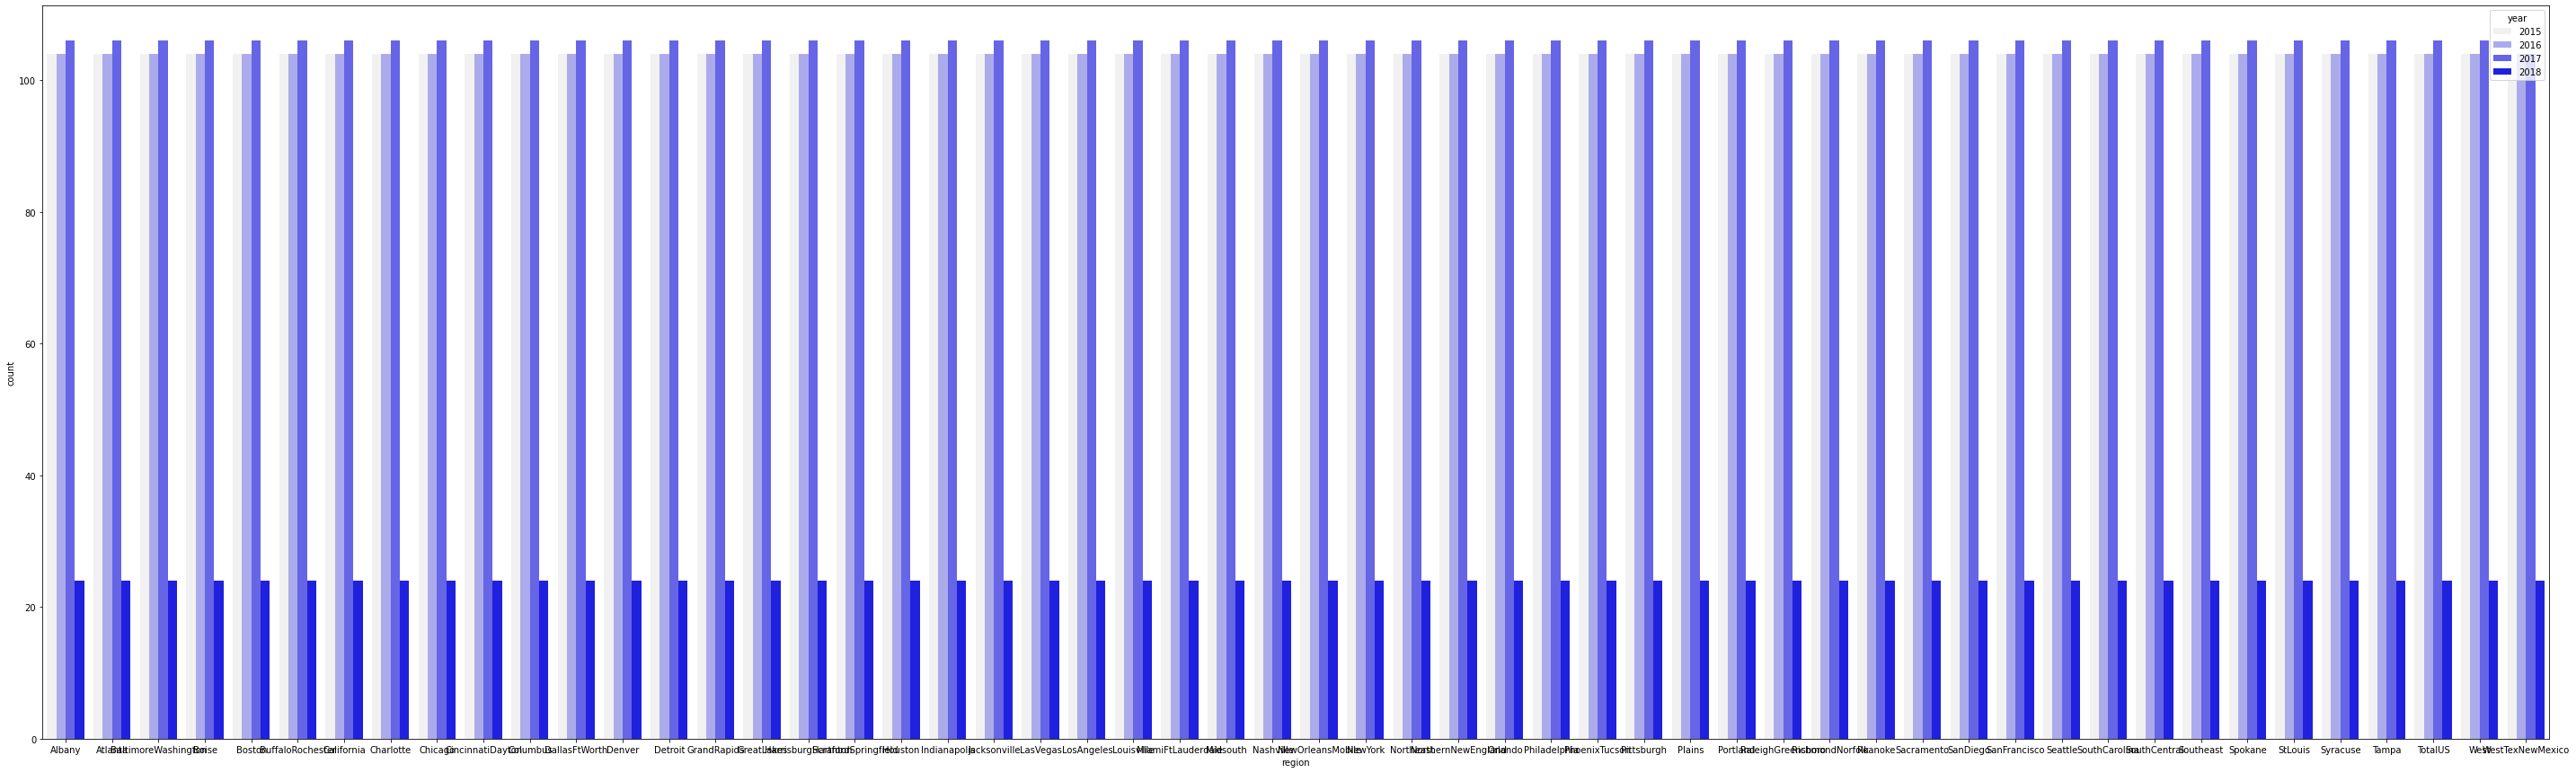 year
2015
2016
2017
2018
100
80
60
40
20
0
count
Albany Atlanta BaltimoreWashington Boise Boston BuffaloRochester California Charlotte Chicago CincinnatiDayton Columbus DallasFtWorth Denver Detroit GrandRapids GreatLakes HarrisburgScranton HartfordSpringfield Houston Indianapolis Jacksonville LasVegas LosAngeles Louisville MiamiFtLauderdale Midsouth Nashville NewOrleansMobile NewYork Northeast NorthernNewEngland Orlando Philadelphia PhoenixTucson Pittsburgh Plains Portland RaleighGreensboro RichmondNorfolk Roanoke Sacramento SanDiego SanFrancisco Seattle SouthCarolina SouthCentral Southeast Spokane StLouis Syracuse Tampa TotalUS West WestTexNewMexico
region